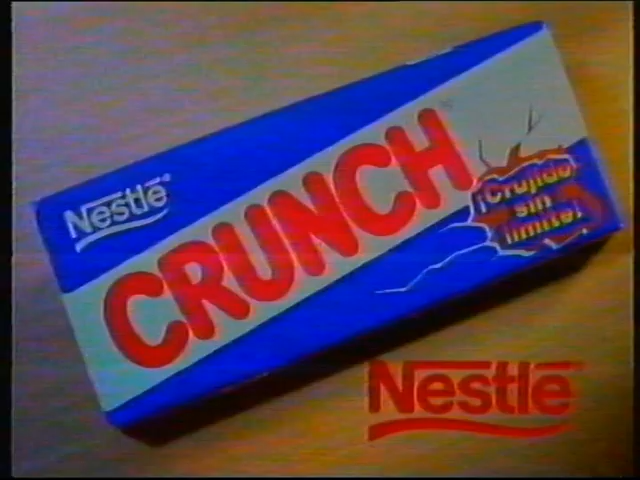 Nestlé
CRUNCH
¡Crujido
sin
límite!
Nestlé